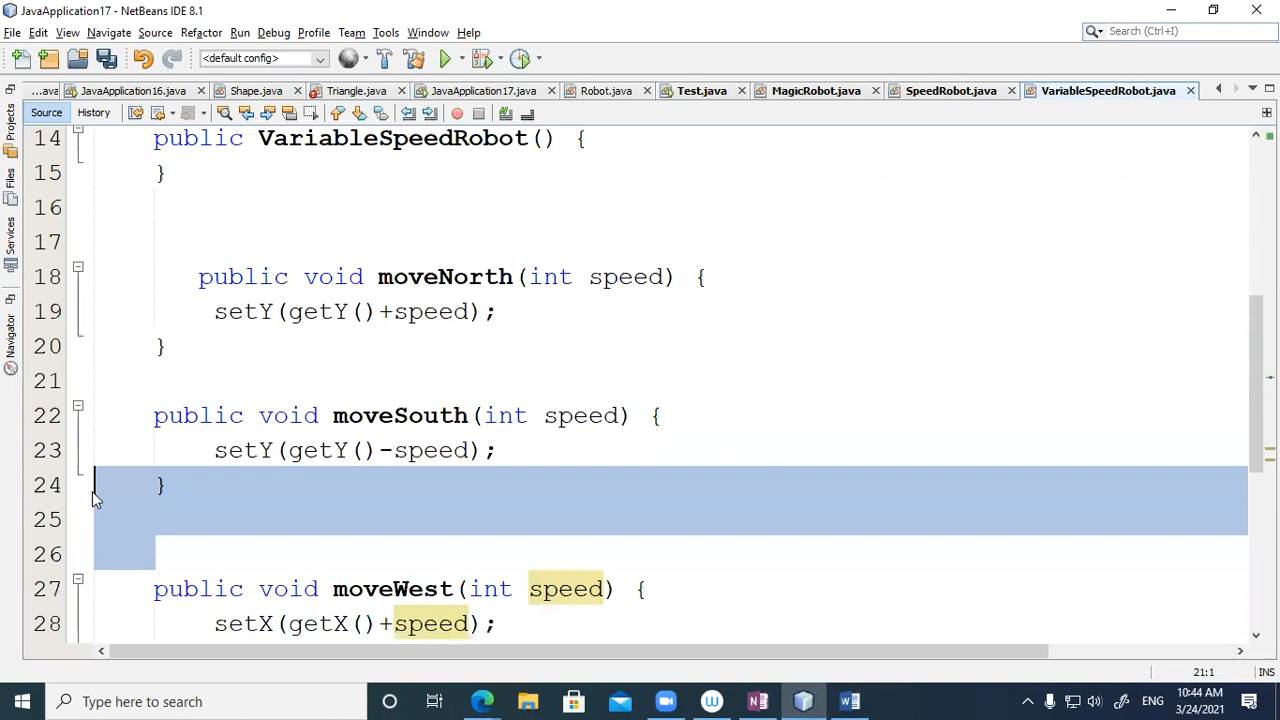 JavaApplication17 - NetBeans IDE 8.1
File Edit View Navigate Source Refactor Run Debug Profile Team Tools Window Help
Search (Ctrl+I)
<default config>
...ava JavaApplication16.java Shape.java Triangle.java JavaApplication17.java Robot.java Test.java MagicRobot.java SpeedRobot.java VariableSpeedRobot.java
Source History
Projects
Files
Services
Navigator
14 public VariableSpeedRobot() {
15 }
16
17
18 public void moveNorth(int speed) {
19 setY(getY()+speed);
20 }
21
22 public void moveSouth(int speed) {
23 setY(getY()-speed);
24 }
25
26
27 public void moveWest(int speed) {
28 setX(getX()+speed);
21:1 INS
Type here to search
ENG
10:44 AM
3/24/2021